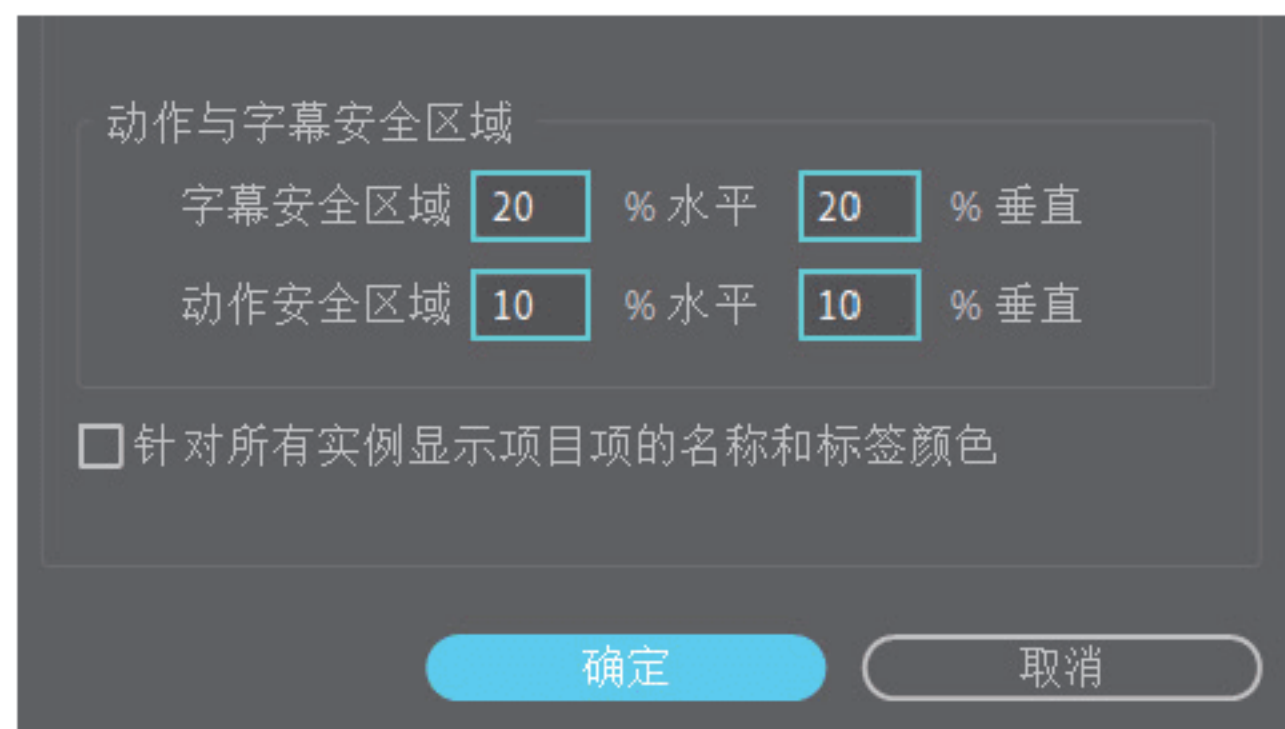 动作与字幕安全区域
字幕安全区域 20 % 水平 20 % 垂直
动作安全区域 10 % 水平 10 % 垂直
针对所有实例显示项目项的名称和标签颜色
确定 取消